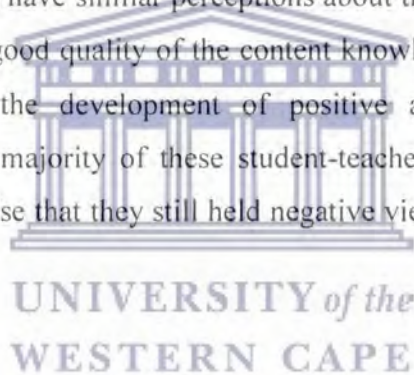 have similar perceptions about
good quality of the content knowl
the development of positive a
majority of these student-teache
se that they still held negative vie
UNIVERSITY of the
WESTERN CAPE